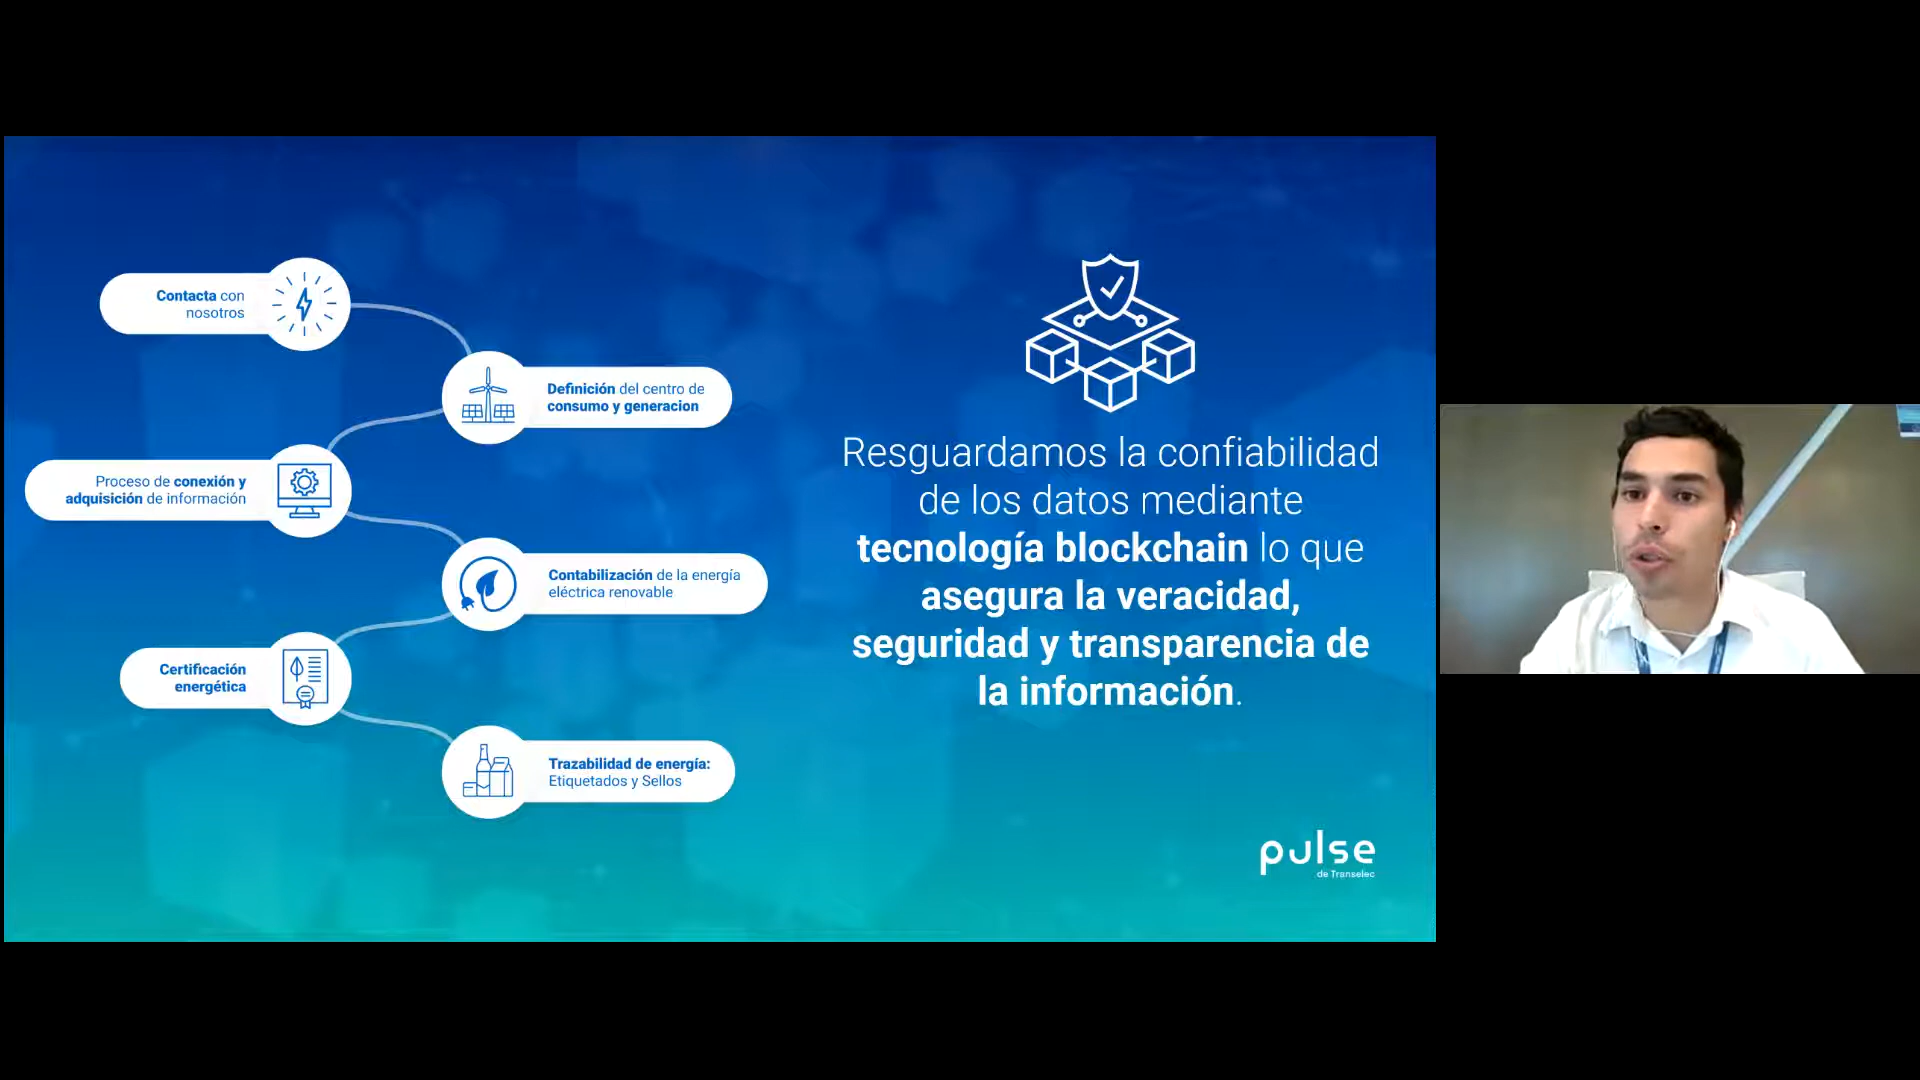 Contacta con
nosotros
Definición del centro de
consumo y generacion
Proceso de conexión y
adquisición de información
Contabilización de la energía
eléctrica renovable
Certificación
energética
Trazabilidad de energía:
Etiquetados y Sellos
Resguardamos la confiabilidad
de los datos mediante
tecnología blockchain lo que
asegura la veracidad,
seguridad y transparencia de
la información.
pulse
de Transelec